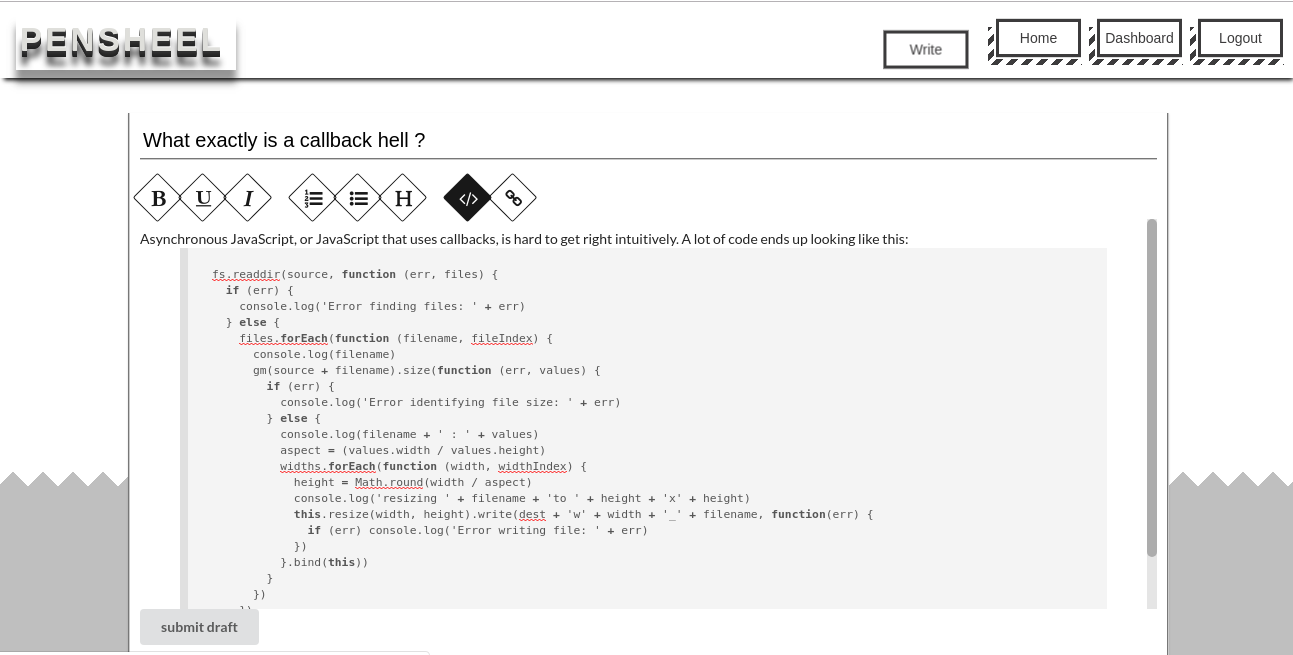 PENSHEEL
Write
Home
Dashboard
Logout
What exactly is a callback hell ?
B U I H </>
Asynchronous JavaScript, or JavaScript that uses callbacks, is hard to get right intuitively. A lot of code ends up looking like this:
fs.readdir(source, function (err, files) {
  if (err) {
    console.log('Error finding files: ' + err)
  } else {
    files.forEach(function (filename, fileIndex) {
      console.log(filename)
      gm(source + filename).size(function (err, values) {
        if (err) {
          console.log('Error identifying file size: ' + err)
        } else {
          console.log(filename + ' : ' + values)
          aspect = (values.width / values.height)
          widths.forEach(function (width, widthIndex) {
            height = Math.round(width / aspect)
            console.log('resizing ' + filename + 'to ' + height + 'x' + height)
            this.resize(width, height).write(dest + 'w' + width + '_' + filename, function(err) {
              if (err) console.log('Error writing file: ' + err)
            })
          }.bind(this))
        }
      })
    })
submit draft